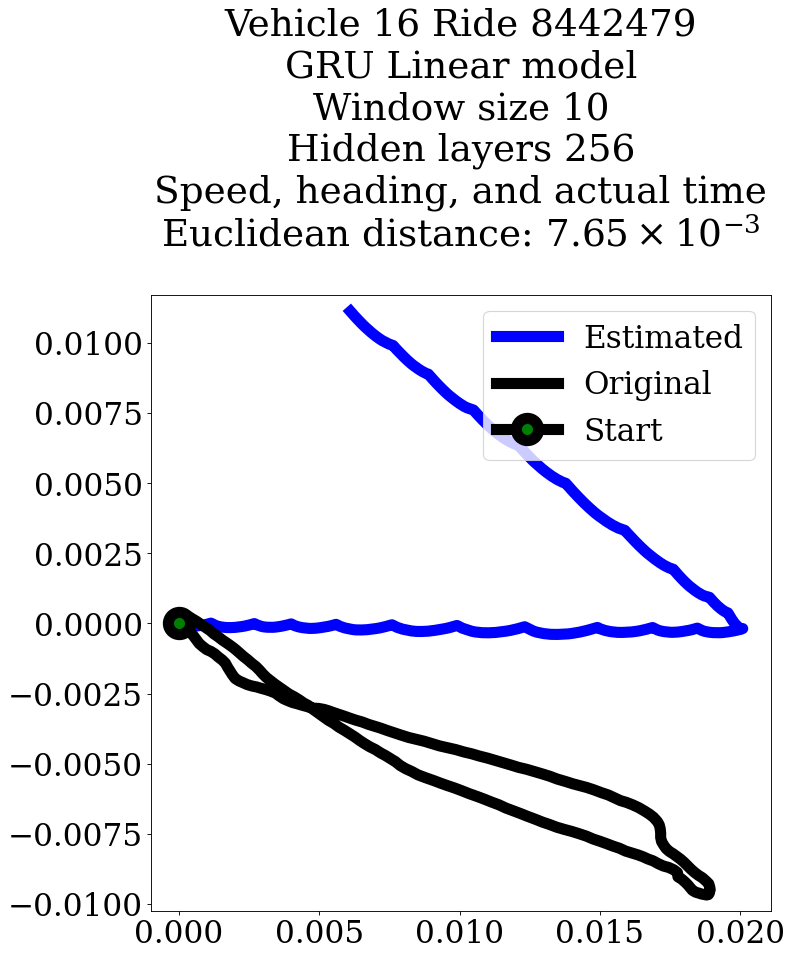 Vehicle 16 Ride 8442479
GRU Linear model
Window size 10
Hidden layers 256
Speed, heading, and actual time
Euclidean distance: 7.65 × 10⁻³
Estimated
Original
Start
0.0100
0.0075
0.0050
0.0025
0.0000
−0.0025
−0.0050
−0.0075
−0.0100
0.000 0.005 0.010 0.015 0.020